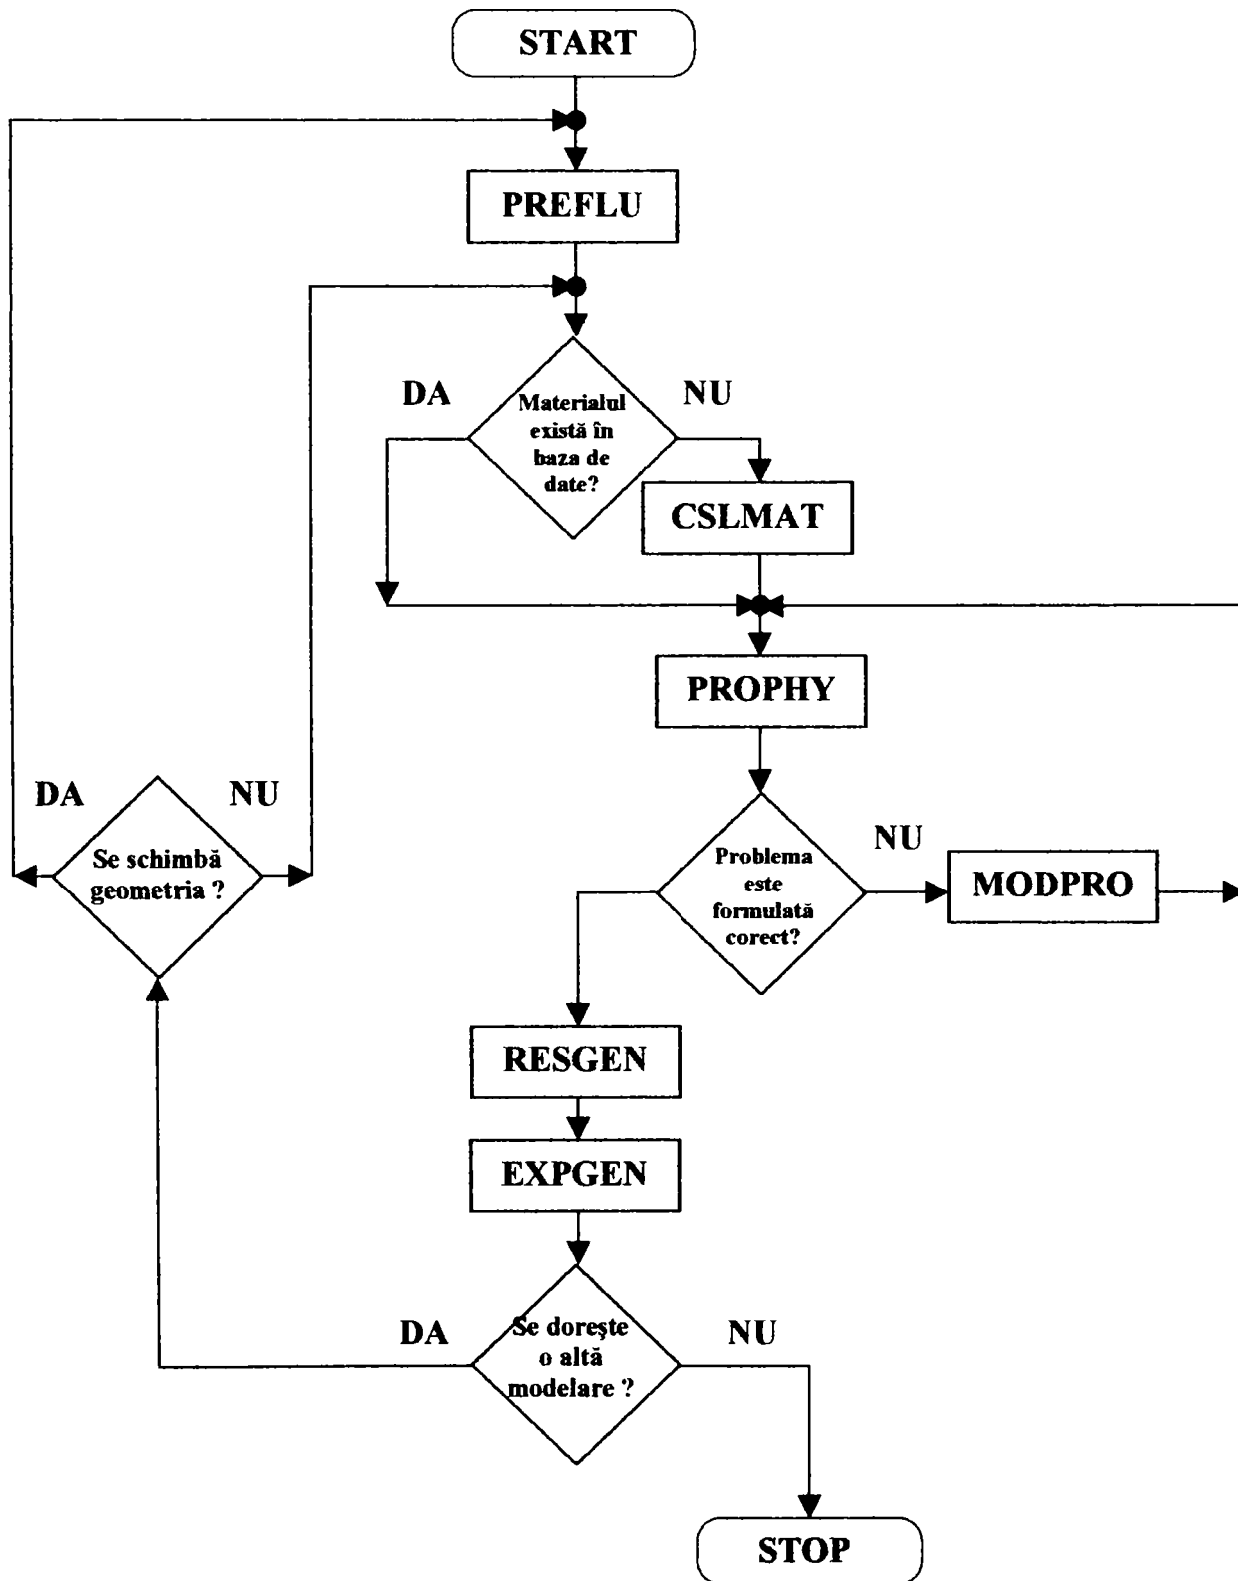 START
PREFLU
DA
NU
Materialul
există în
baza de
date?
CSLMAT
PROPHY
DA
NU
Se schimbă
geometria ?
NU
Problema
este
formulată
corect?
MODPRO
RESGEN
EXPGEN
DA
NU
Se dorește
o altă
modelare ?
STOP